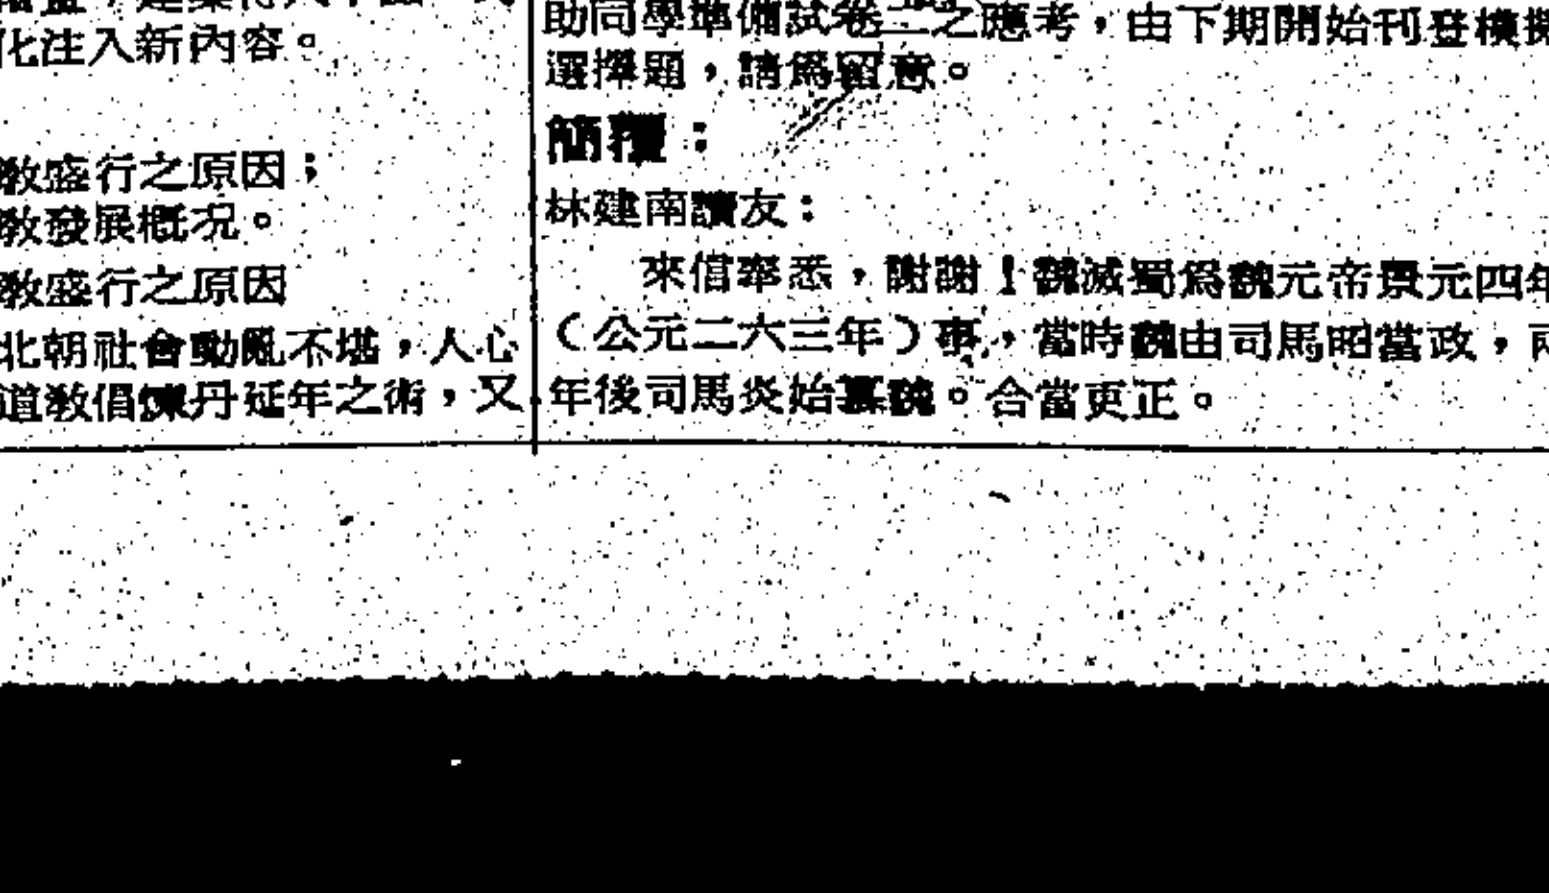 化注入新內容。
教盛行之原因；
教發展概況。
教盛行之原因
北朝社會動亂不堪，人心
道教倡煉丹延年之術，又
助同學準備試卷二之應考，由下期開始刊登模擬
選擇題，請爲留意。
簡覆：
林建南讀友：
來信奉悉，謝謝！魏滅蜀爲魏元帝景元四年
（公元二六三年）事，當時魏由司馬昭當政，兩
年後司馬炎始篡魏。合當更正。